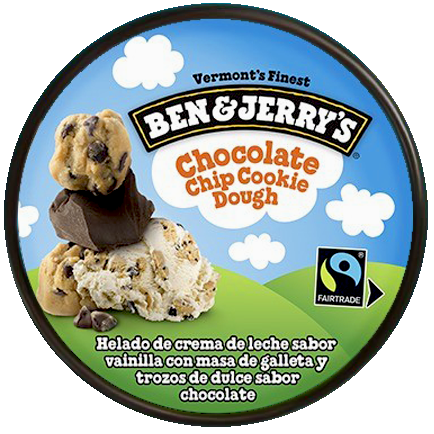 Vermont's Finest
BEN & JERRY'S
®
Chocolate
Chip Cookie
Dough
FAIRTRADE
Helado de crema de leche sabor
vainilla con masa de galleta y
trozos de dulce sabor
chocolate